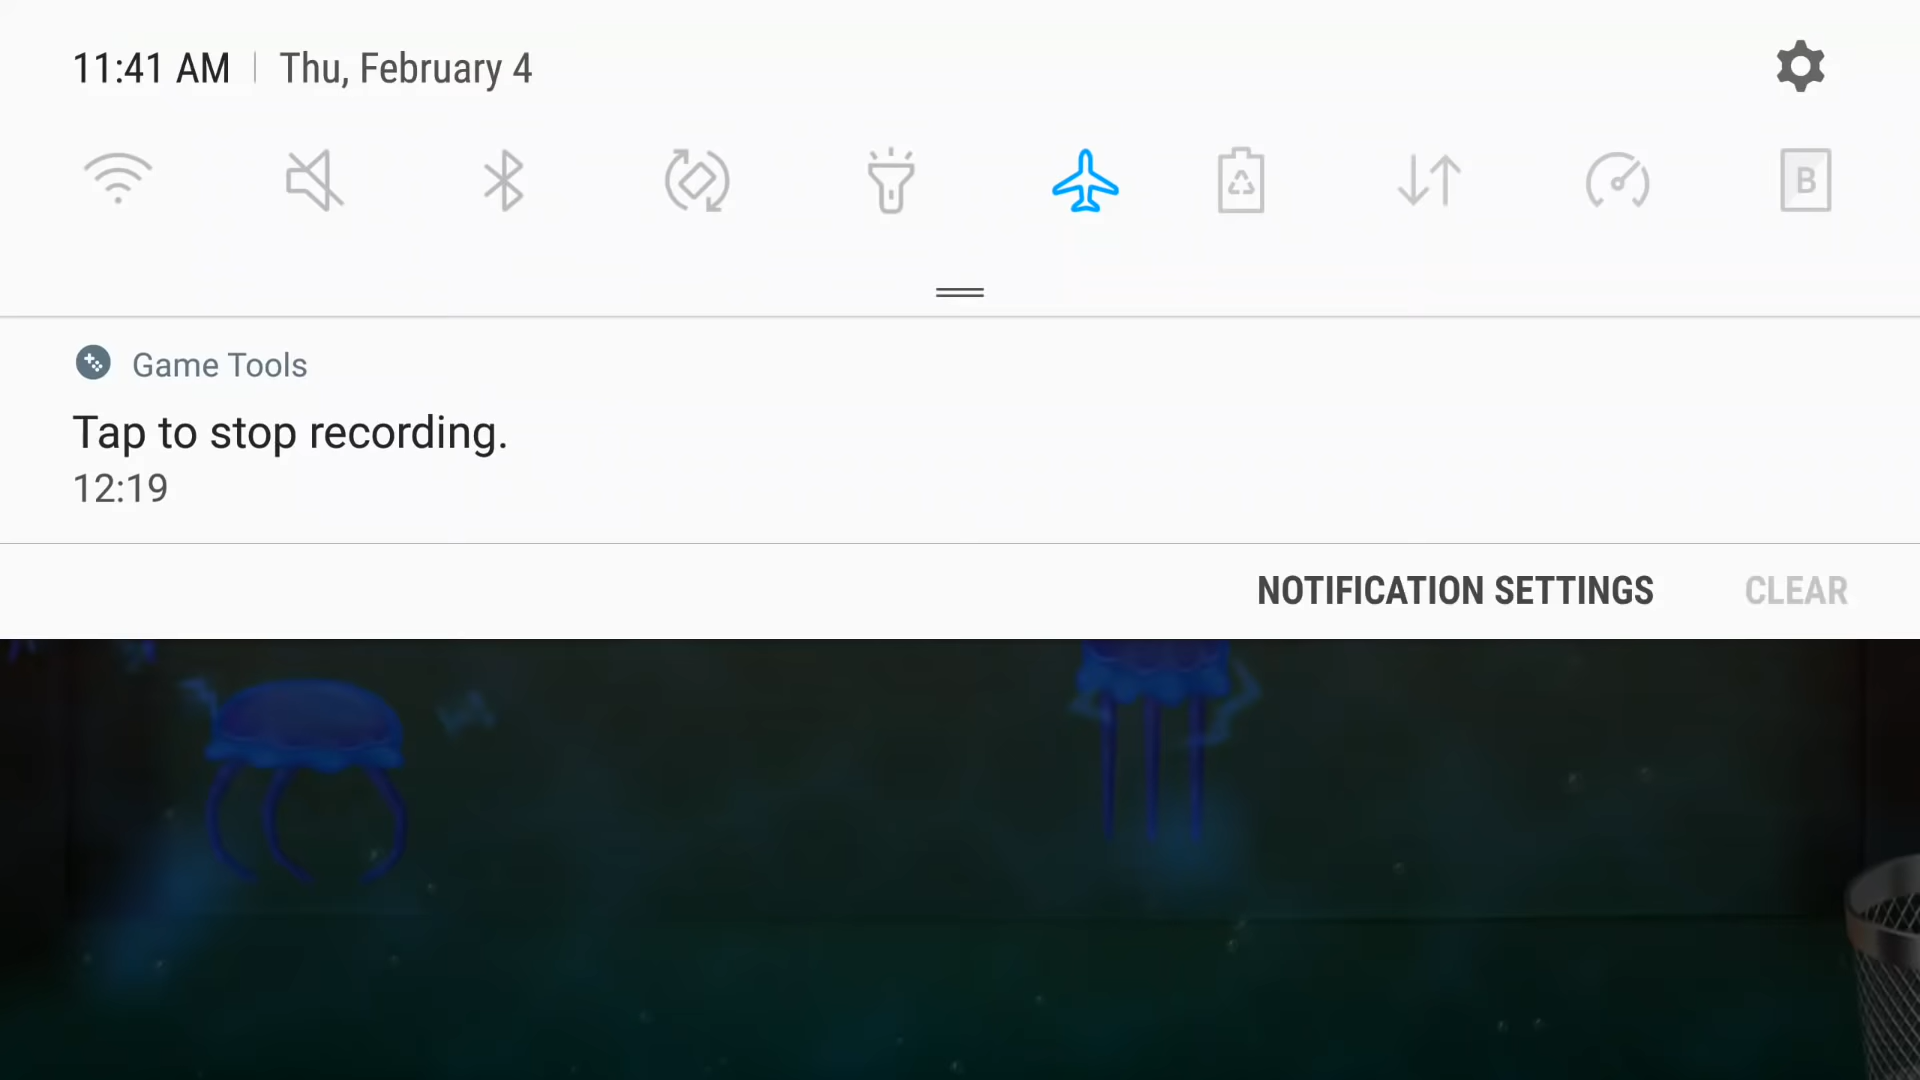 11:41 AM | Thu, February 4
B
Game Tools
Tap to stop recording.
12:19
NOTIFICATION SETTINGS CLEAR